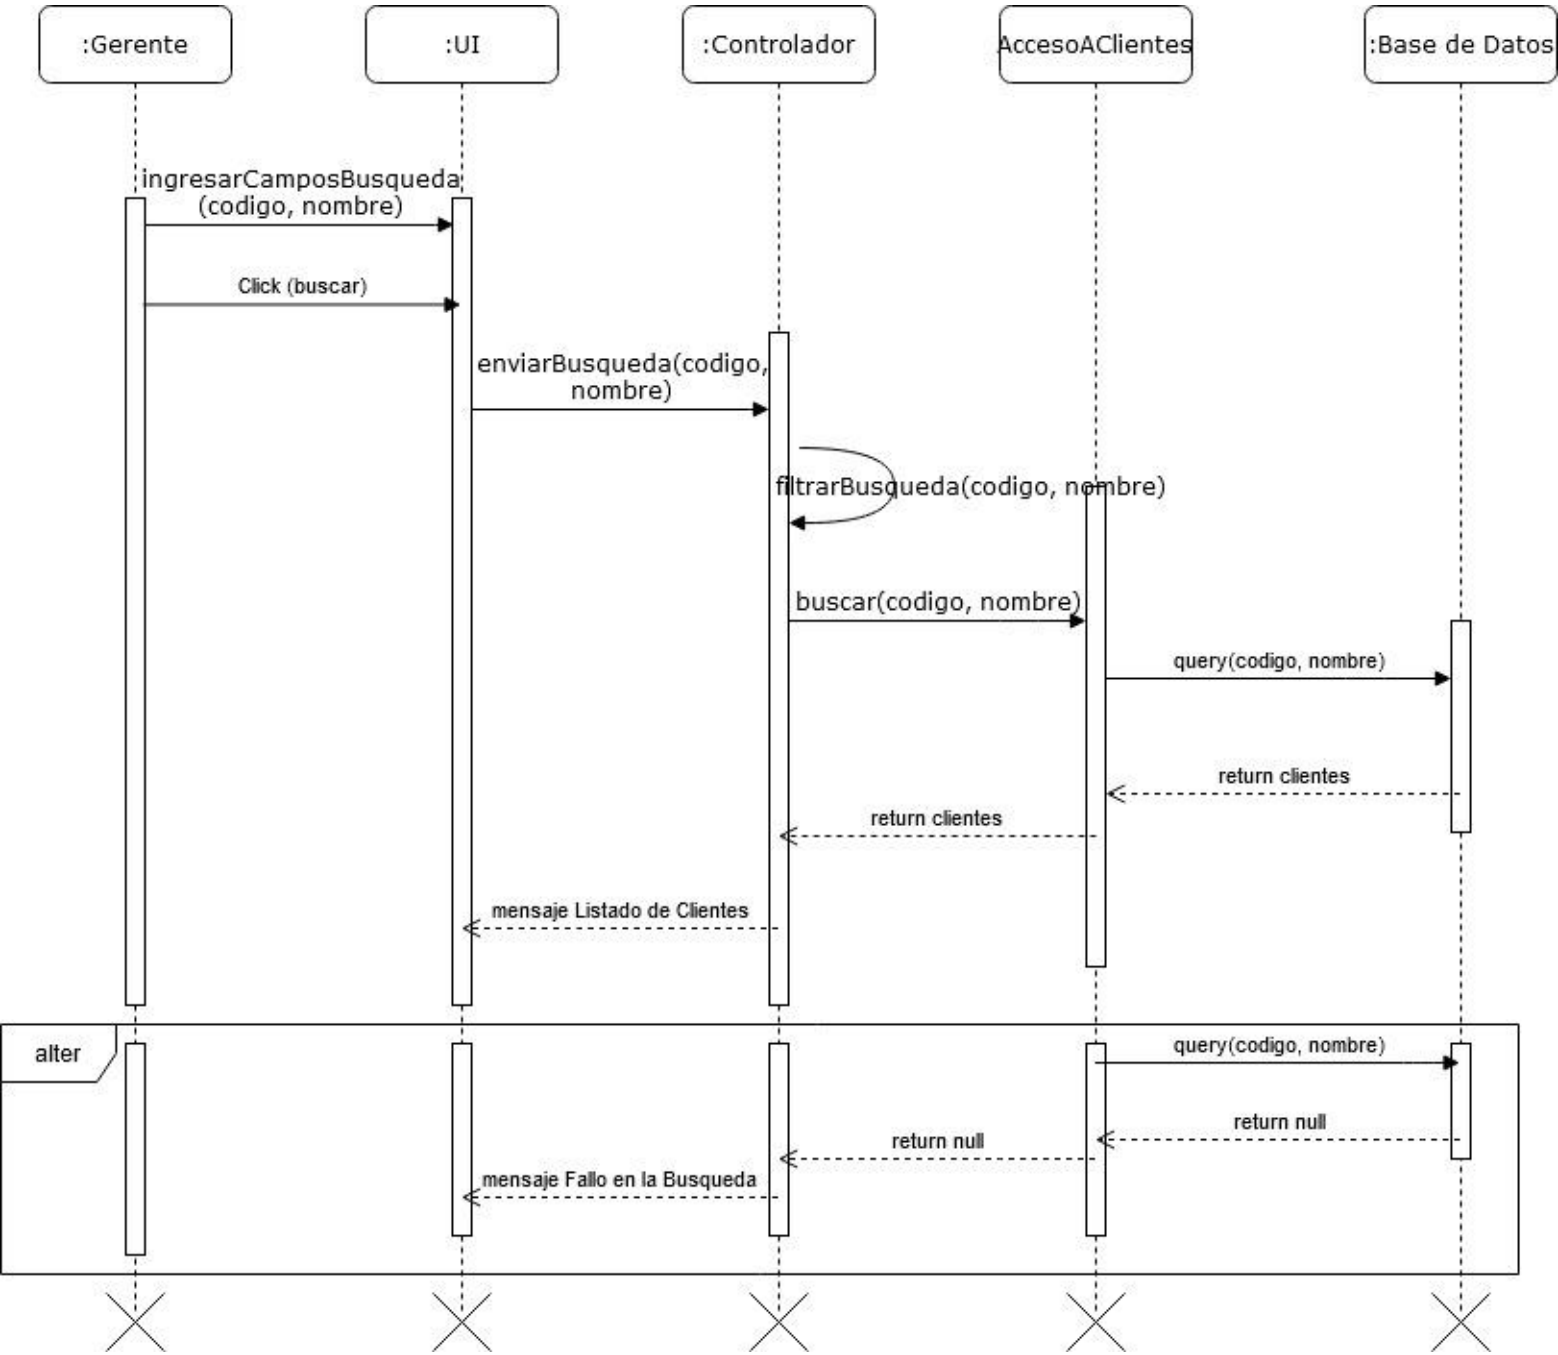 :Gerente
:UI
:Controlador
AccesoAClientes
:Base de Datos
ingresarCamposBusqueda
(codigo, nombre)
Click (buscar)
enviarBusqueda(codigo,
nombre)
filtrarBusqueda(codigo, nombre)
buscar(codigo, nombre)
query(codigo, nombre)
return clientes
return clientes
mensaje Listado de Clientes
alter
query(codigo, nombre)
return null
return null
mensaje Fallo en la Busqueda